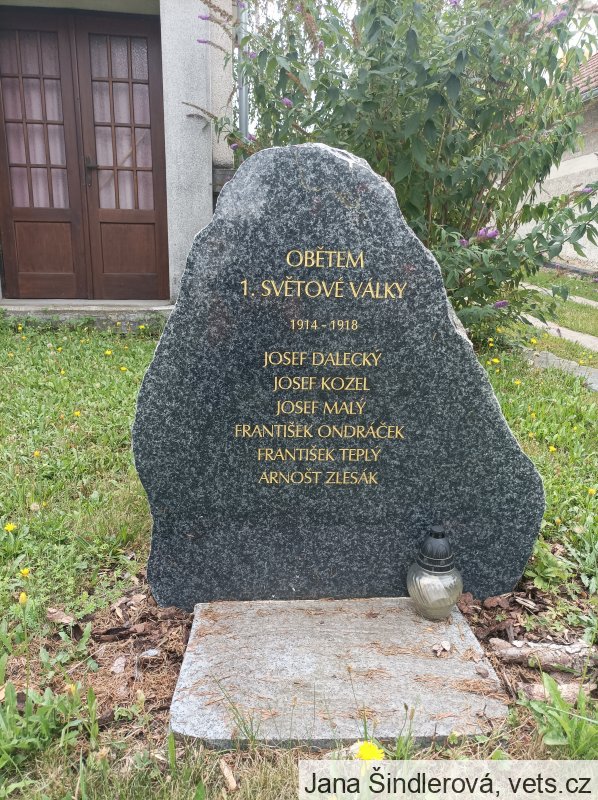 OBĚTEM
1. SVĚTOVÉ VÁLKY
1914 - 1918
JOSEF DALECKÝ
JOSEF KOZEL
JOSEF MALÝ
FRANTIŠEK ONDRÁČEK
FRANTIŠEK TEPLÝ
ARNOŠT ZLESÁK
Jana Šindlerová, vets.cz